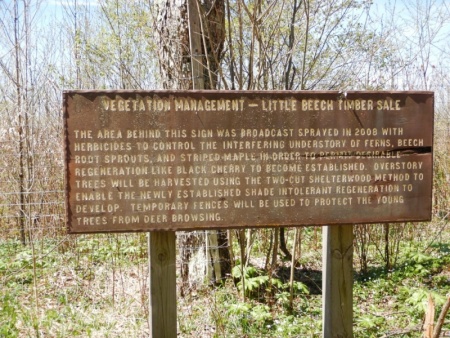 VEGETATION MANAGEMENT — LITTLE BEECH TIMBER SALE
THE AREA BEHIND THIS SIGN WAS BROADCAST SPRAYED IN 2008 WITH
HERBICIDES TO CONTROL THE INTERFERING UNDERSTORY OF FERNS, BEECH
ROOT SPROUTS, AND STRIPED MAPLE IN ORDER TO PERMIT DESIRABLE
REGENERATION LIKE BLACK CHERRY TO BECOME ESTABLISHED. OVERSTORY
TREES WILL BE HARVESTED USING THE TWO-CUT SHELTERWOOD METHOD TO
ENABLE THE NEWLY ESTABLISHED SHADE INTOLERANT REGENERATION TO
DEVELOP. TEMPORARY FENCES WILL BE USED TO PROTECT THE YOUNG
TREES FROM DEER BROWSING.